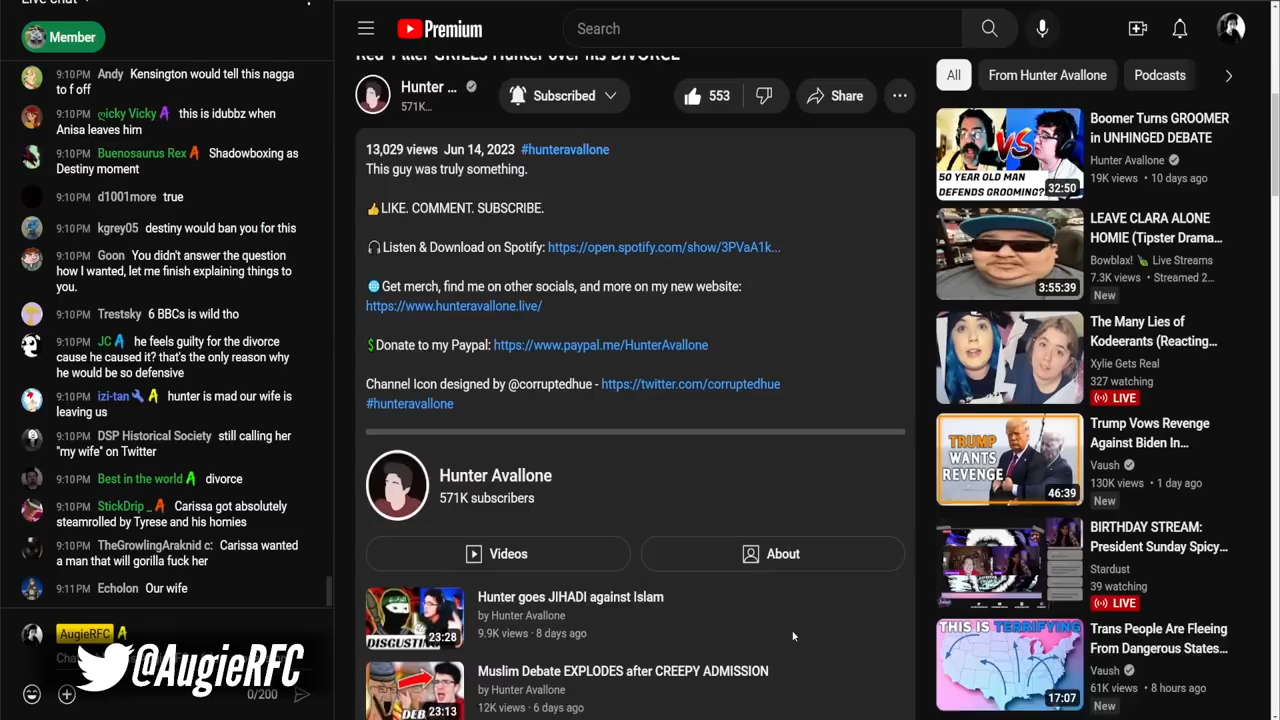 Live chat
Member
9:10PM Andy Kensington would tell this nagga
to f off
9:10PM icky Vicky this is idubbz when
Anisa leaves him
9:10PM Buenosaurus Rex Shadowboxing as
Destiny moment
9:10PM d1001more true
9:10PM kgrey05 destiny would ban you for this
9:10PM Goon You didn't answer the question
how I wanted, let me finish explaining things to
you.
9:10PM Trestsky 6 BBCs is wild tho
9:10PM JC he feels guilty for the divorce
cause he caused it? that's the only reason why
he would be so defensive
9:10PM izi-tan hunter is mad our wife is
leaving us
9:10PM DSP Historical Society still calling her
"my wife" on Twitter
9:10PM Best in the world divorce
9:10PM StickDrip _ Carissa got absolutely
steamrolled by Tyrese and his homies
9:10PM TheGrowlingAraknid c: Carissa wanted
a man that will gorilla fuck her
9:11PM Echolon Our wife
AugieRFC
Cha
@AugieRFC
0/200
Premium
Search
Red-Piller GRILLS Hunter over his DIVORCE
Hunter ...
571K...
Subscribed
553
Share
13,029 views Jun 14, 2023 #hunteravallone
This guy was truly something.
👍LIKE. COMMENT. SUBSCRIBE.
🎧Listen & Download on Spotify: https://open.spotify.com/show/3PVaA1k...
🌐Get merch, find me on other socials, and more on my new website:
https://www.hunteravallone.live/
💲Donate to my Paypal: https://www.paypal.me/HunterAvallone
Channel Icon designed by @corruptedhue - https://twitter.com/corruptedhue
#hunteravallone
Hunter Avallone
571K subscribers
Videos
About
DISGUSTIN
23:28
Hunter goes JIHADI against Islam
by Hunter Avallone
9.9K views · 8 days ago
DEB
23:13
Muslim Debate EXPLODES after CREEPY ADMISSION
by Hunter Avallone
12K views · 6 days ago
All
From Hunter Avallone
Podcasts
VS
50 YEAR OLD MAN
DEFENDS GROOMING?
32:50
Boomer Turns GROOMER
in UNHINGED DEBATE
Hunter Avallone
19K views · 10 days ago
3:55:39
LEAVE CLARA ALONE
HOMIE (Tipster Drama...
Bowblax! Live Streams
7.3K views · Streamed 2...
New
The Many Lies of
Kodeerants (Reacting...
Xylie Gets Real
327 watching
LIVE
TRUMP
WANTS
REVENGE
46:39
Trump Vows Revenge
Against Biden In...
Vaush
130K views · 1 day ago
New
BIRTHDAY STREAM:
President Sunday Spicy...
Stardust
39 watching
LIVE
THIS IS TERRIFYING
17:07
Trans People Are Fleeing
From Dangerous States...
Vaush
61K views · 8 hours ago
New